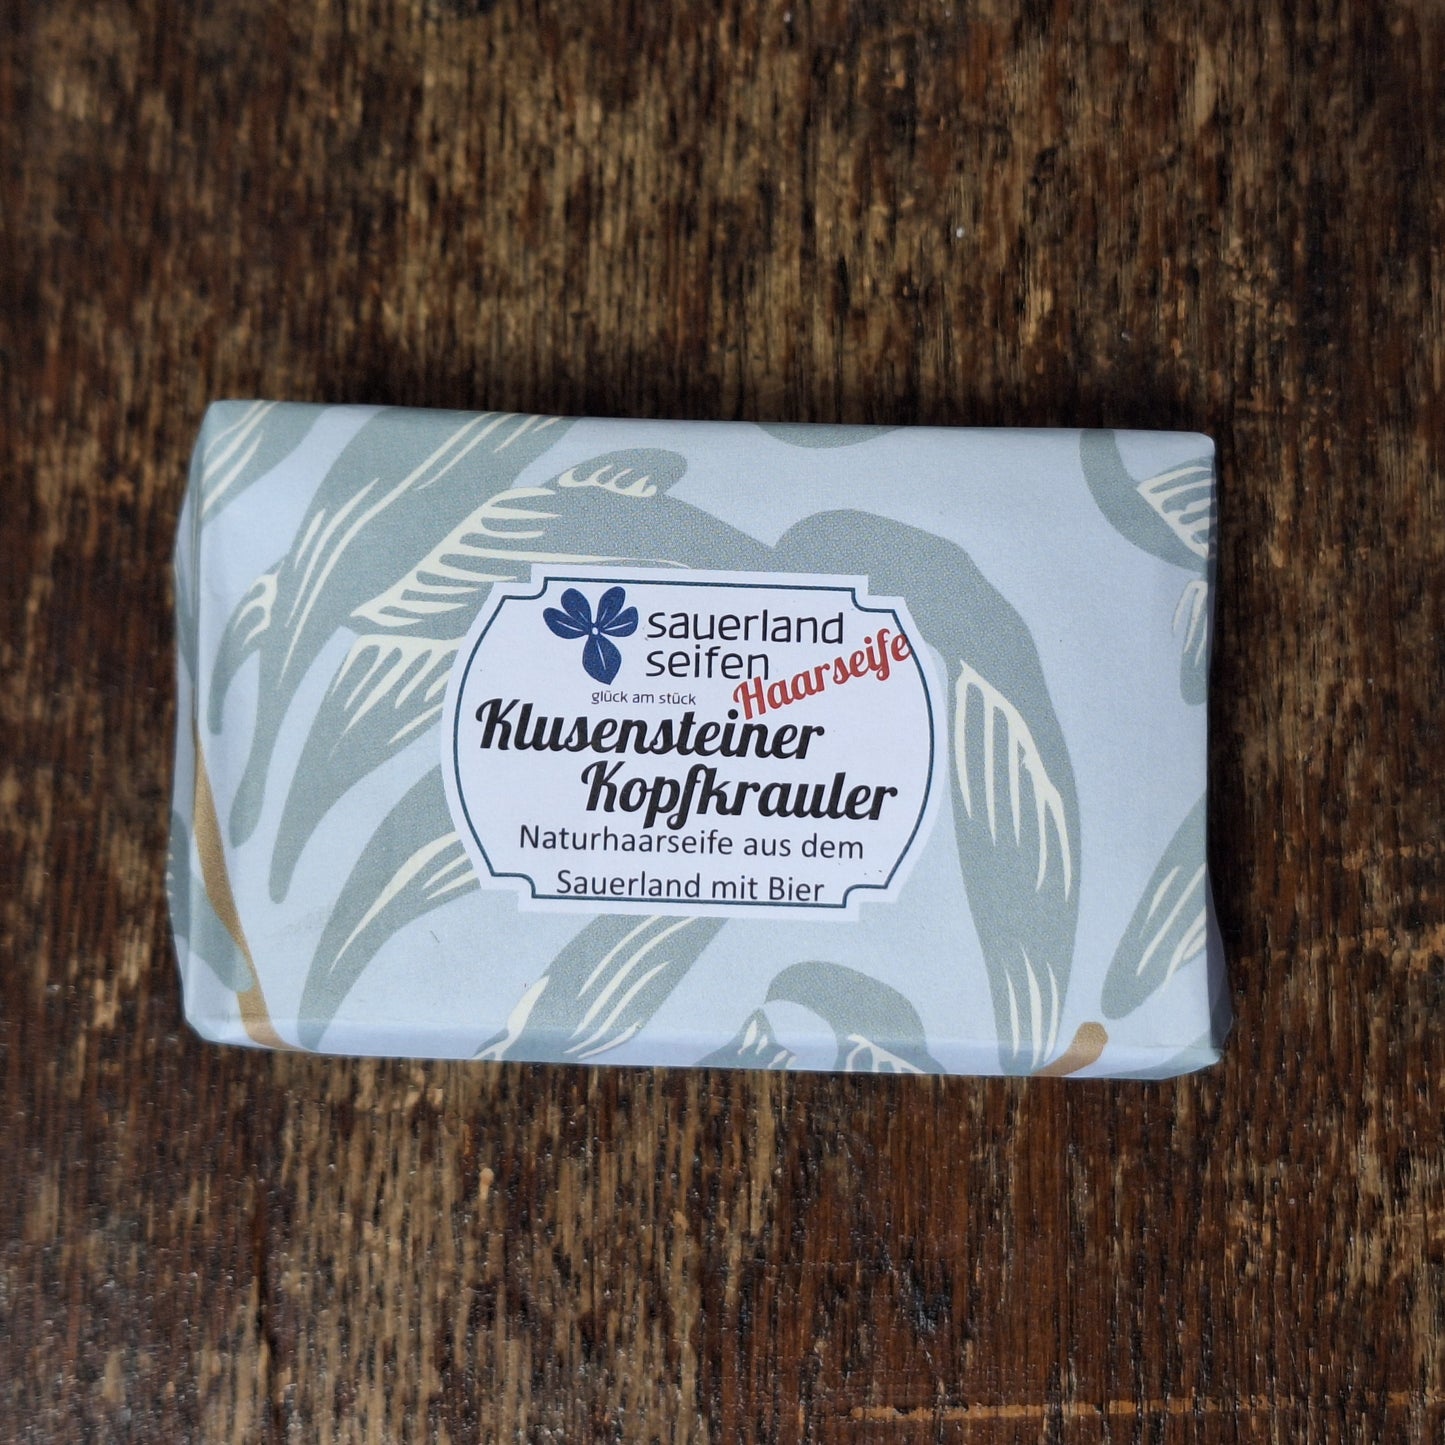 sauerland
seifen
glück am stück
Haarseife
Klusensteiner
Kopfkrauler
Naturhaarseife aus dem
Sauerland mit Bier